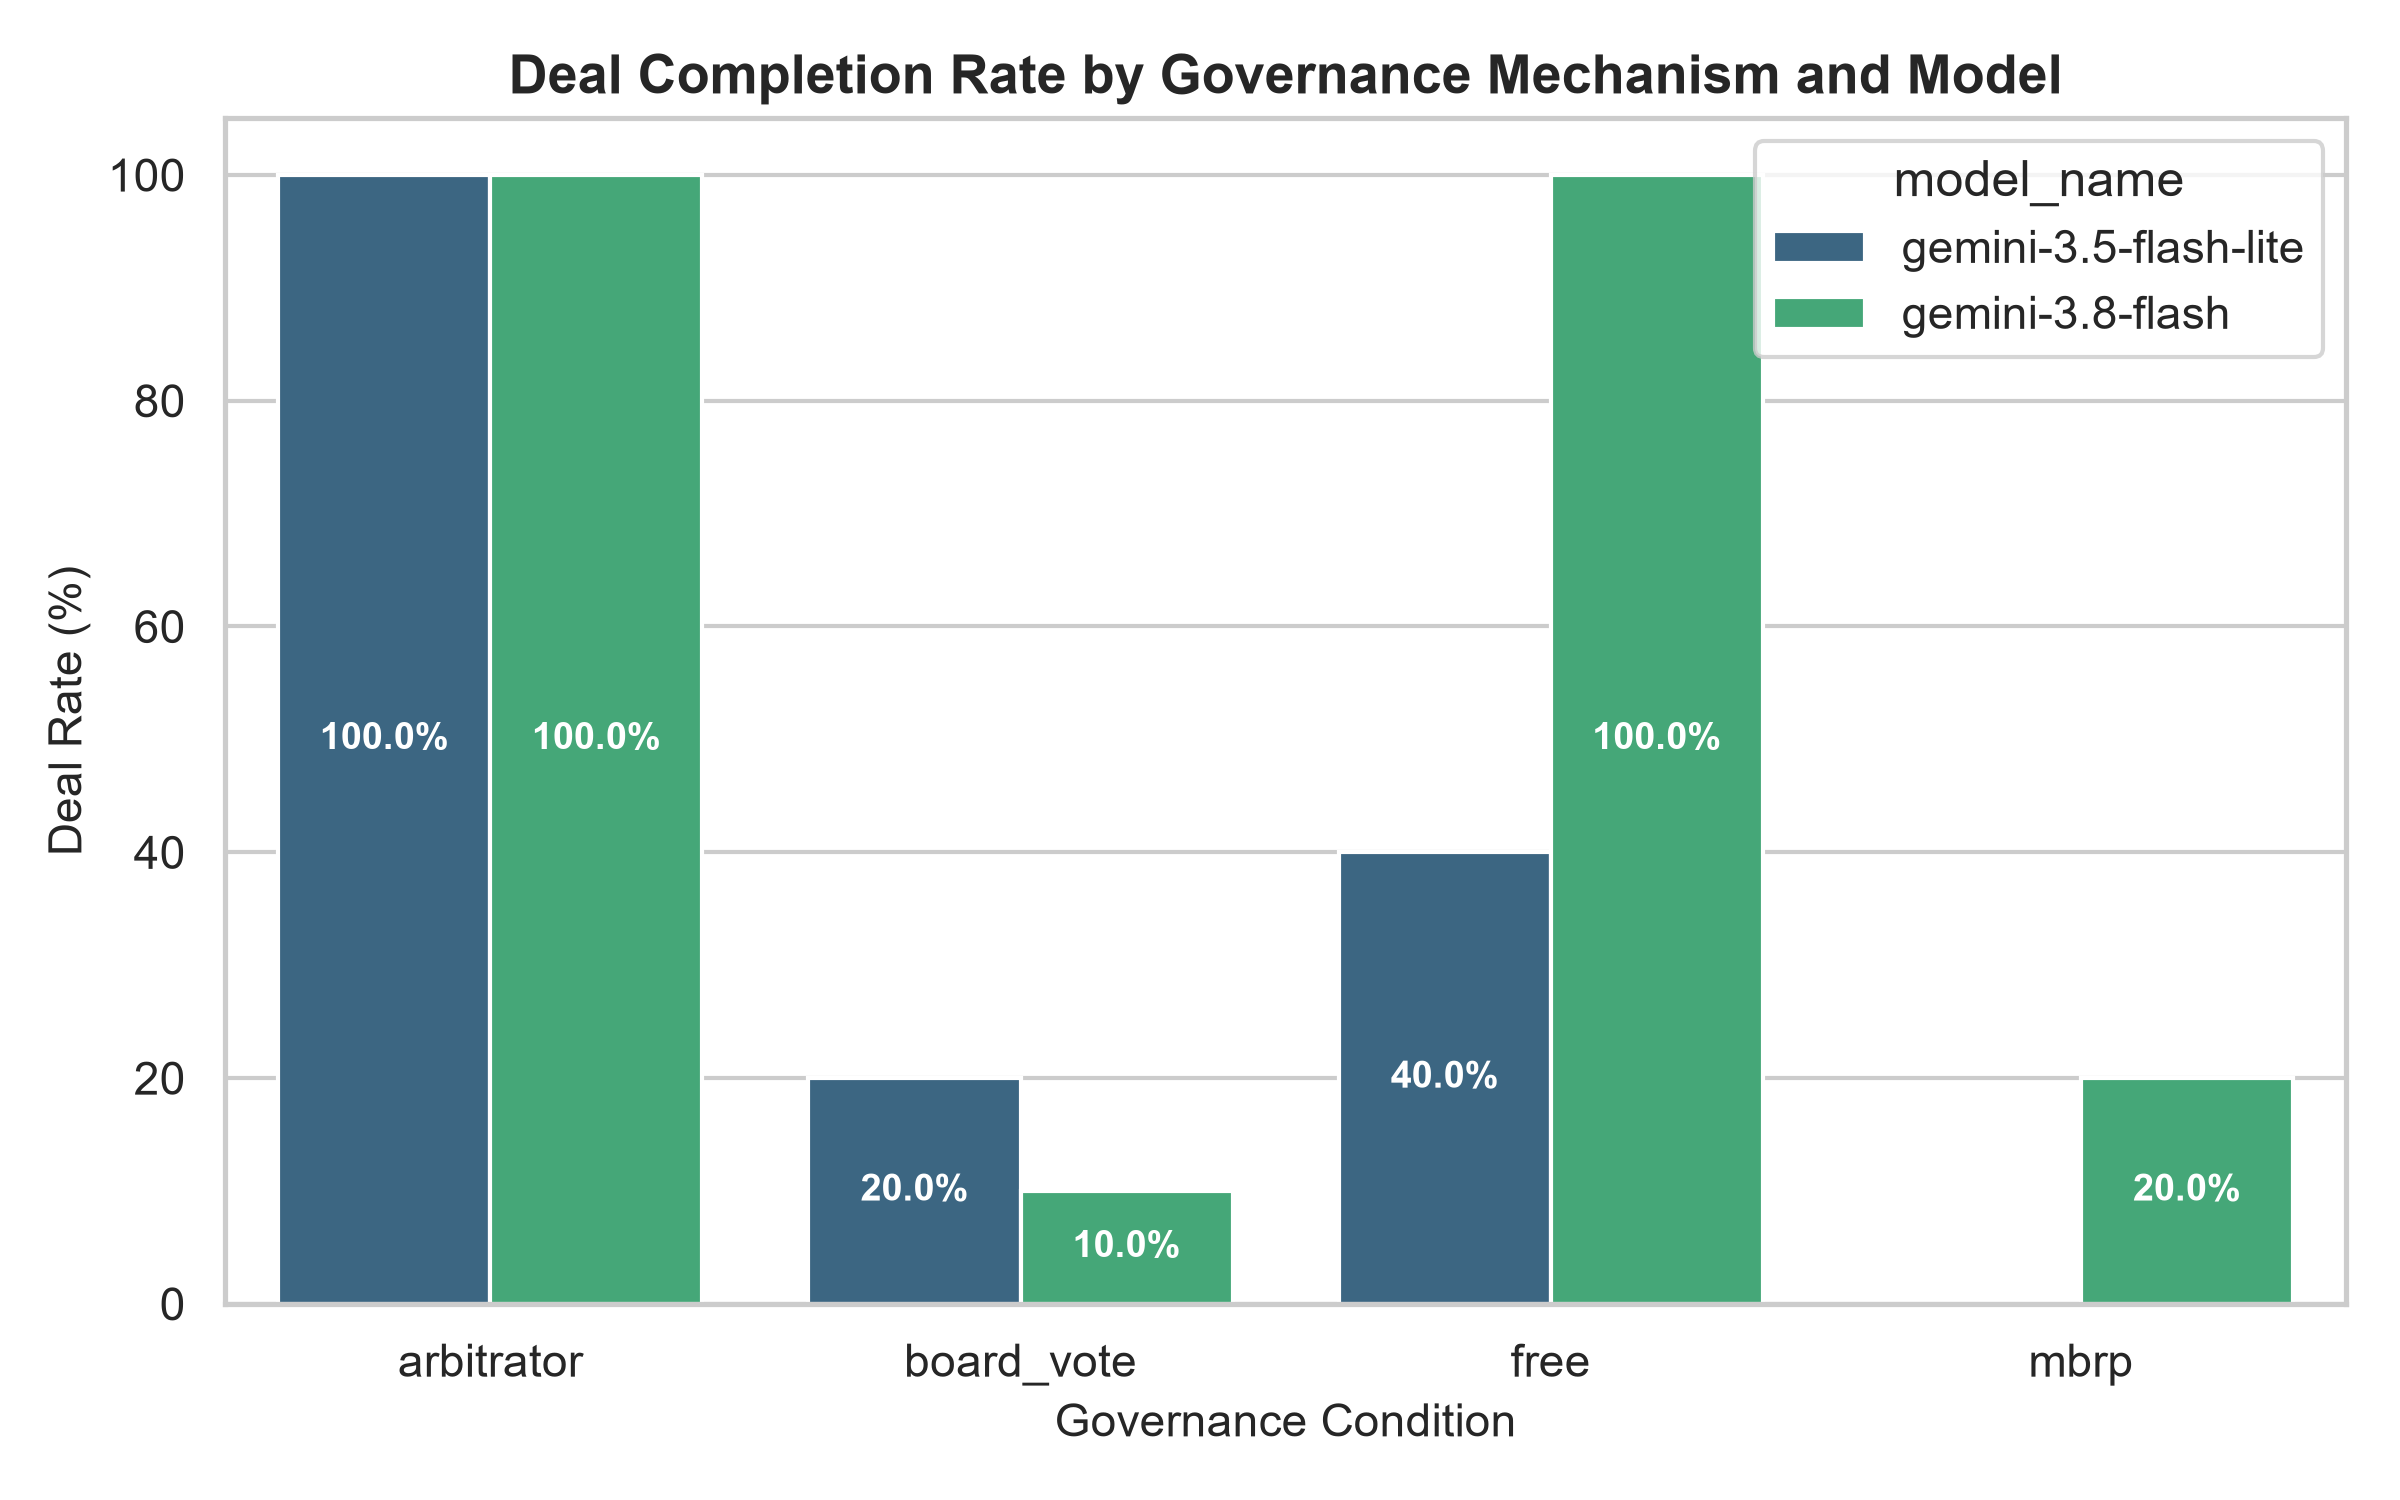 Deal Completion Rate by Governance Mechanism and Model
model_name
gemini-3.5-flash-lite
gemini-3.8-flash
Deal Rate (%)
100
80
60
40
20
0
100.0%
100.0%
20.0%
10.0%
40.0%
100.0%
20.0%
arbitrator
board_vote
free
mbrp
Governance Condition